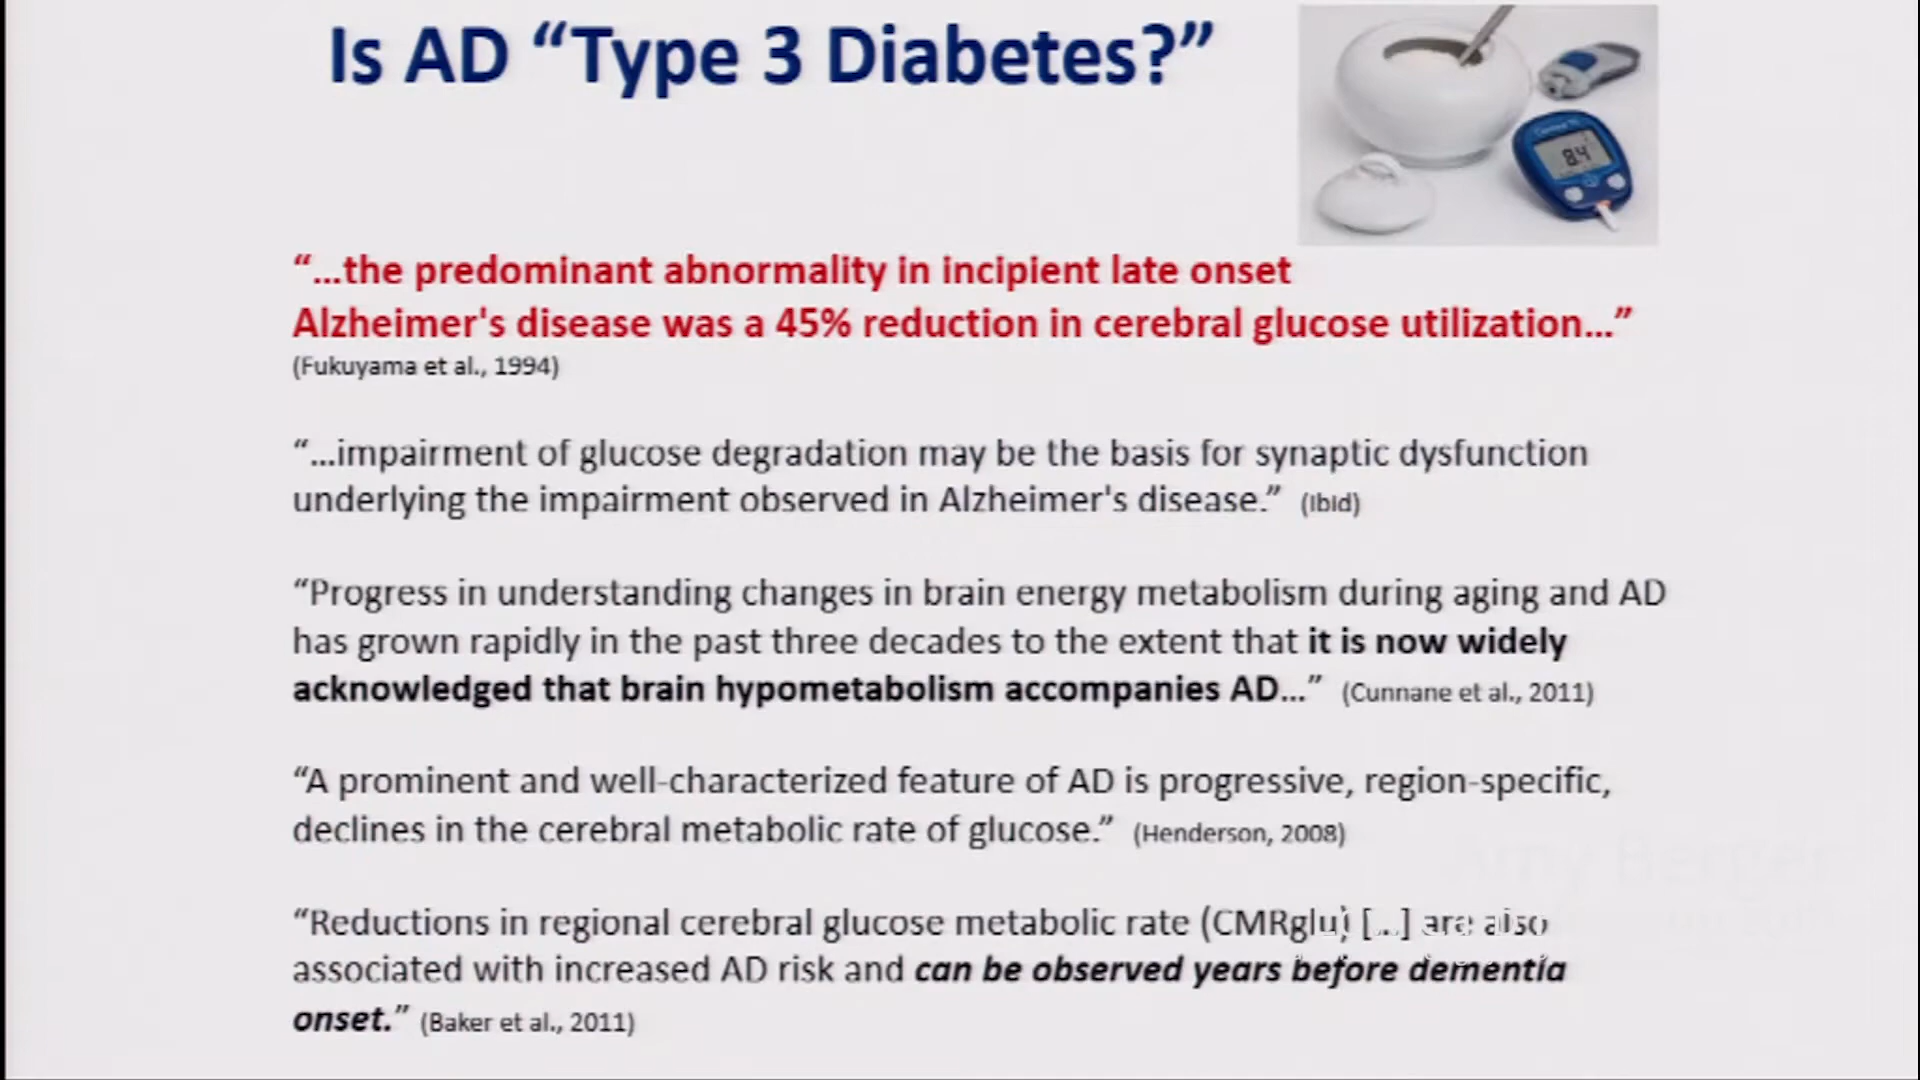 Is AD “Type 3 Diabetes?”
8.4
“...the predominant abnormality in incipient late onset
Alzheimer's disease was a 45% reduction in cerebral glucose utilization...”
(Fukuyama et al., 1994)
“...impairment of glucose degradation may be the basis for synaptic dysfunction
underlying the impairment observed in Alzheimer's disease.” (Ibid)
“Progress in understanding changes in brain energy metabolism during aging and AD
has grown rapidly in the past three decades to the extent that it is now widely
acknowledged that brain hypometabolism accompanies AD...” (Cunnane et al., 2011)
“A prominent and well-characterized feature of AD is progressive, region-specific,
declines in the cerebral metabolic rate of glucose.” (Henderson, 2008)
“Reductions in regional cerebral glucose metabolic rate (CMRglu) [...] are also
associated with increased AD risk and can be observed years before dementia
onset.” (Baker et al., 2011)